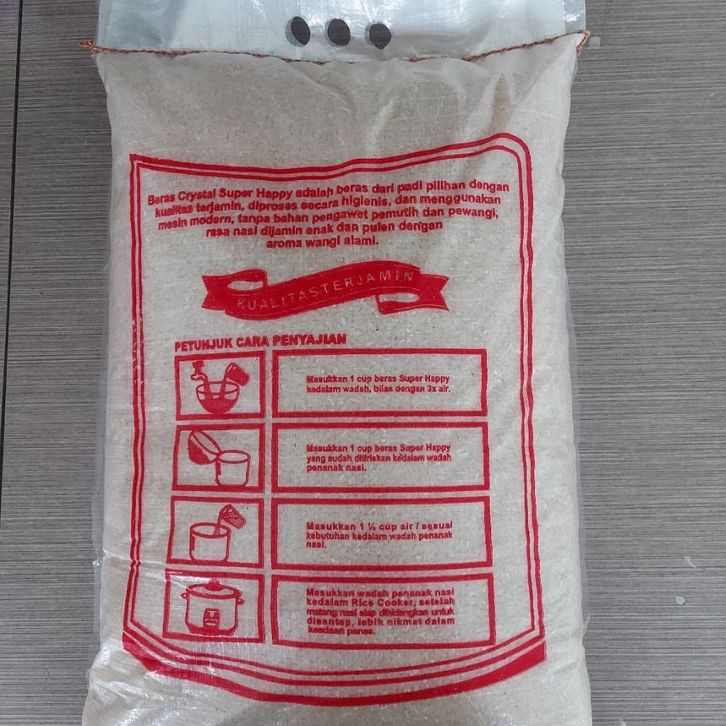 Beras Crystal Super Happy adalah beras dari padi pilihan dengan
kualitas terjamin, diproses secara higienis, dan menggunakan
mesin modern, tanpa bahan pengawet pemutih dan pewangi,
rasa nasi dijamin enak dan pulen dengan
aroma wangi alami.
KUALITAS TERJAMIN
PETUNJUK CARA PENYAJIAN
Masukkan 1 cup beras Super Happy
kedalam wadah, bilas dengan 3x air.
Masukkan 1 cup beras Super Happy
yang sudah ditiriskan kedalam wadah
penanak nasi.
Masukkan 1 ½ cup air / sesuai
kebutuhan kedalam wadah penanak
nasi.
Masukkan wadah penanak nasi
kedalam Rice Cooker, setelah
matang nasi siap dihidangkan untuk
disantap, lebih nikmat dalam
keadaan panas.